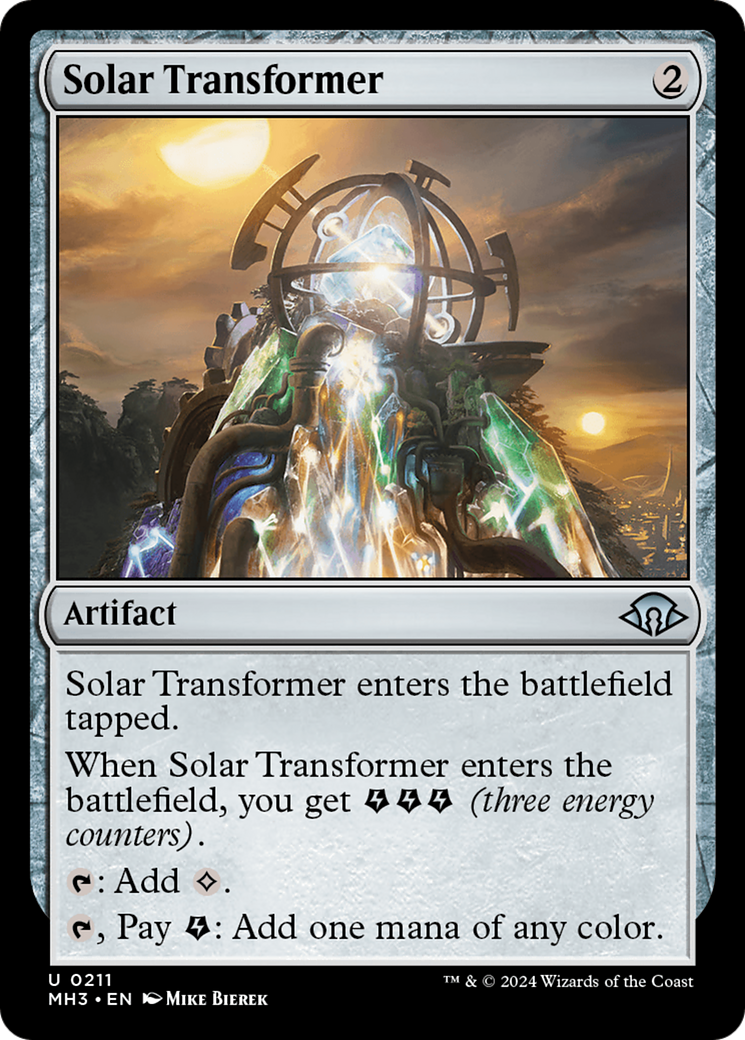 Solar Transformer 2
Artifact
Solar Transformer enters the battlefield
tapped.
When Solar Transformer enters the
battlefield, you get (three energy
counters).
: Add .
, Pay : Add one mana of any color.
U 0211
™ & © 2024 Wizards of the Coast
MH3 • EN Mike Bierek